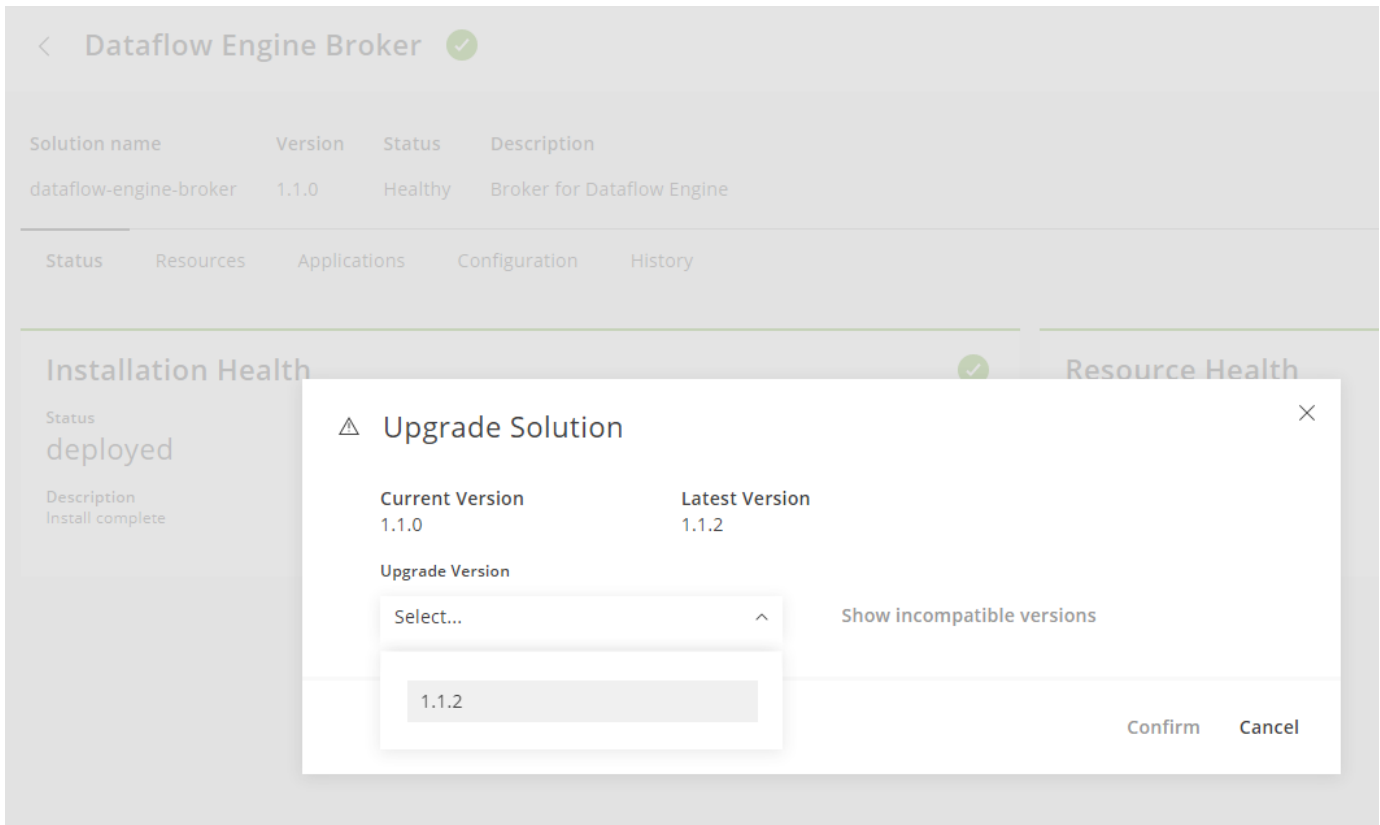 Dataflow Engine Broker
Solution name Version Status Description
dataflow-engine-broker 1.1.0 Healthy Broker for Dataflow Engine
Status Resources Applications Configuration History
Installation Health Resource Health
Status
deployed
Description
Install complete
Upgrade Solution
Current Version Latest Version
1.1.0 1.1.2
Upgrade Version
Select... Show incompatible versions
1.1.2
Confirm Cancel